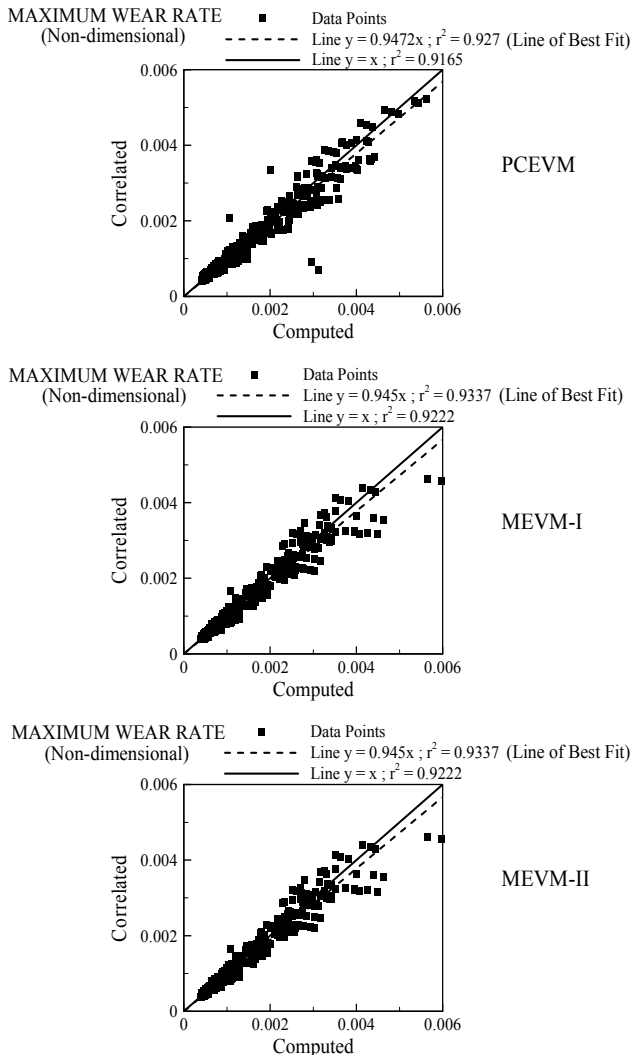 MAXIMUM WEAR RATE
(Non-dimensional)
Data Points
Line y = 0.9472x ; r² = 0.927 (Line of Best Fit)
Line y = x ; r² = 0.9165
0.006
0.004
0.002
0
Correlated
0 0.002 0.004 0.006
Computed
PCEVM
MAXIMUM WEAR RATE
(Non-dimensional)
Data Points
Line y = 0.945x ; r² = 0.9337 (Line of Best Fit)
Line y = x ; r² = 0.9222
0.006
0.004
0.002
0
Correlated
0 0.002 0.004 0.006
Computed
MEVM-I
MAXIMUM WEAR RATE
(Non-dimensional)
Data Points
Line y = 0.945x ; r² = 0.9337 (Line of Best Fit)
Line y = x ; r² = 0.9222
0.006
0.004
0.002
0
Correlated
0 0.002 0.004 0.006
Computed
MEVM-II